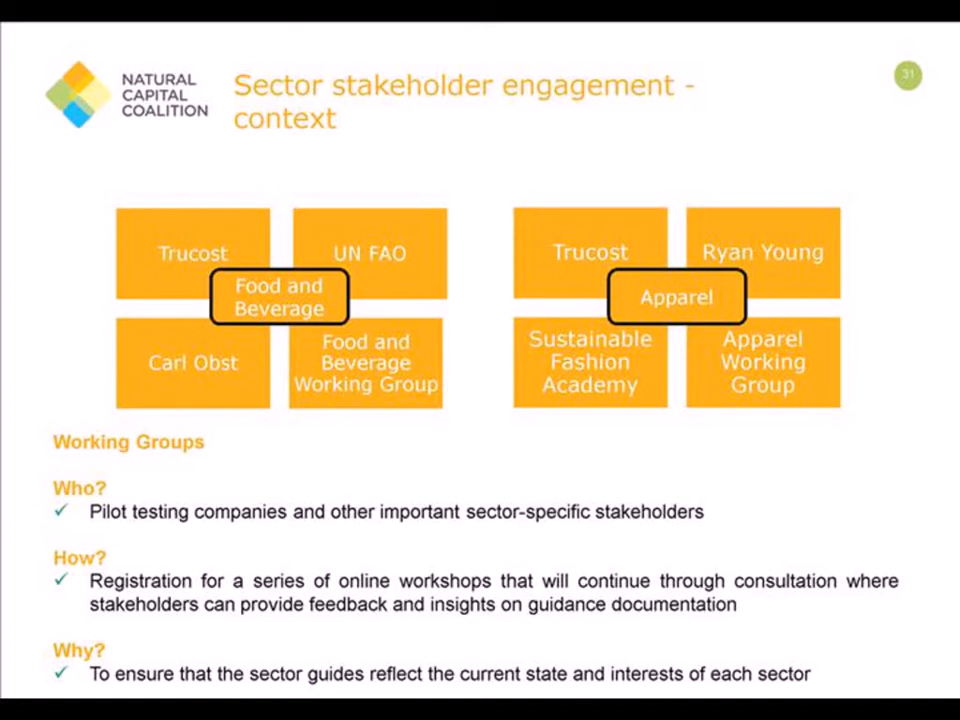 NATURAL
CAPITAL
COALITION
Sector stakeholder engagement -
context
31
Trucost
UN FAO
Food and
Beverage
Carl Obst
Food and
Beverage
Working Group
Trucost
Ryan Young
Apparel
Sustainable
Fashion
Academy
Apparel
Working
Group
Working Groups
Who?
✓ Pilot testing companies and other important sector-specific stakeholders
How?
✓ Registration for a series of online workshops that will continue through consultation where
stakeholders can provide feedback and insights on guidance documentation
Why?
✓ To ensure that the sector guides reflect the current state and interests of each sector